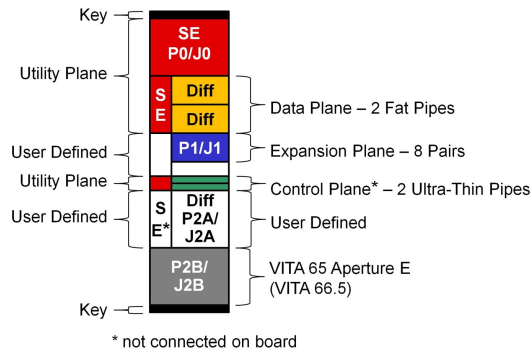 Key
SE
P0/J0
Utility Plane
S
E
Diff
Diff
Data Plane – 2 Fat Pipes
User Defined
P1/J1
Expansion Plane – 8 Pairs
Utility Plane
Control Plane* – 2 Ultra-Thin Pipes
User Defined
S
E*
Diff
P2A/
J2A
User Defined
P2B/
J2B
VITA 65 Aperture E
(VITA 66.5)
Key
* not connected on board